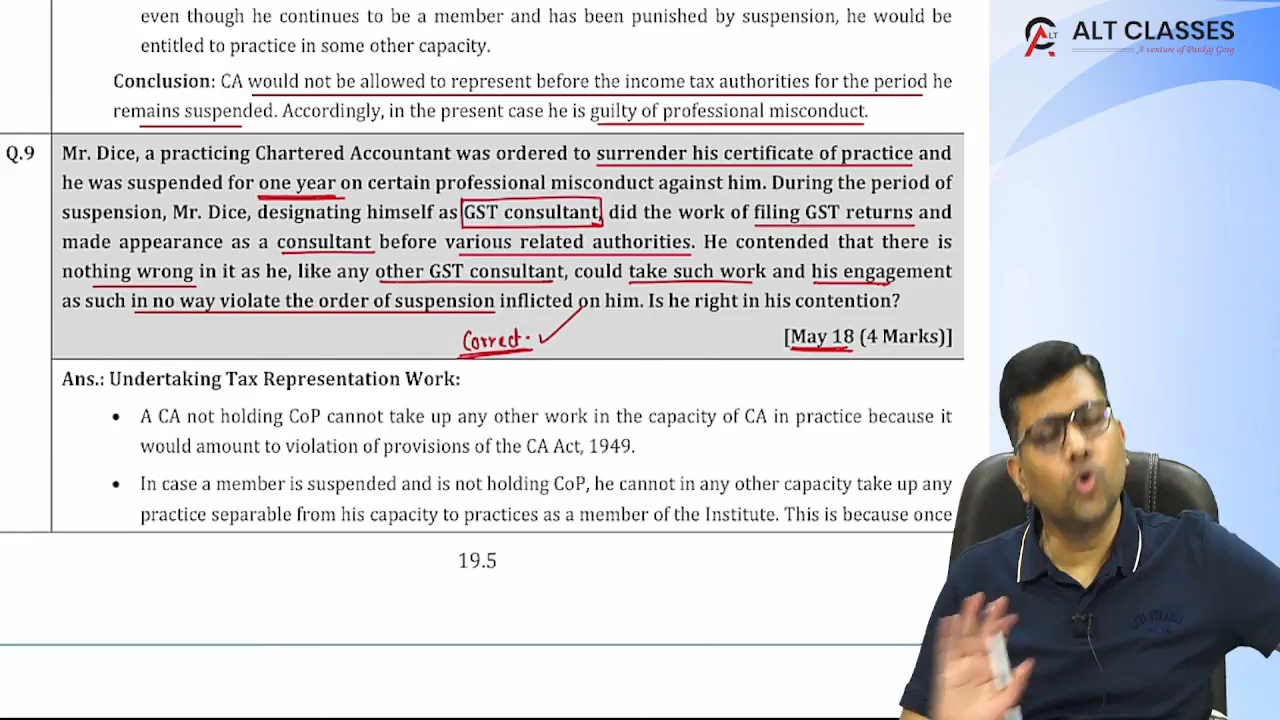 even though he continues to be a member and has been punished by suspension, he would be
entitled to practice in some other capacity.
Conclusion: CA would not be allowed to represent before the income tax authorities for the period he
remains suspended. Accordingly, in the present case he is guilty of professional misconduct.
ALT
ALT CLASSES
A venture of Pankaj Garg
Q.9
Mr. Dice, a practicing Chartered Accountant was ordered to surrender his certificate of practice and
he was suspended for one year on certain professional misconduct against him. During the period of
suspension, Mr. Dice, designating himself as GST consultant, did the work of filing GST returns and
made appearance as a consultant before various related authorities. He contended that there is
nothing wrong in it as he, like any other GST consultant, could take such work and his engagement
as such in no way violate the order of suspension inflicted on him. Is he right in his contention?
Correct.
[May 18 (4 Marks)]
Ans.: Undertaking Tax Representation Work:
• A CA not holding CoP cannot take up any other work in the capacity of CA in practice because it
would amount to violation of provisions of the CA Act, 1949.
• In case a member is suspended and is not holding CoP, he cannot in any other capacity take up any
practice separable from his capacity to practices as a member of the Institute. This is because once
19.5